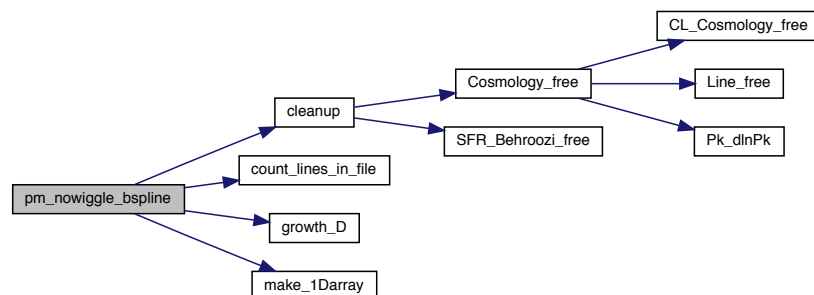 CL_Cosmology_free
Cosmology_free
Line_free
cleanup
SFR_Behroozi_free
Pk_dlnPk
count_lines_in_file
pm_nowiggle_bspline
growth_D
make_1Darray